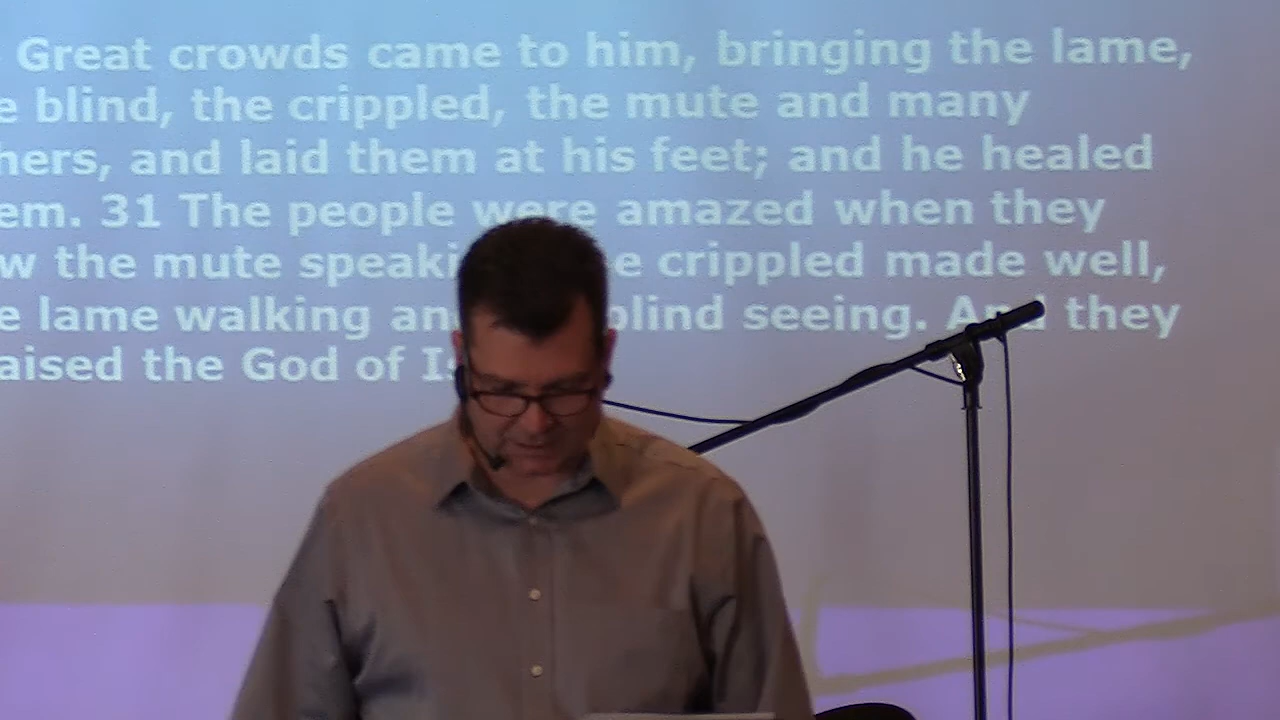 Great crowds came to him, bringing the lame,
e blind, the crippled, the mute and many
hers, and laid them at his feet; and he healed
em. 31 The people were amazed when they
w the mute speaki e crippled made well,
e lame walking an blind seeing. And they
aised the God of Is